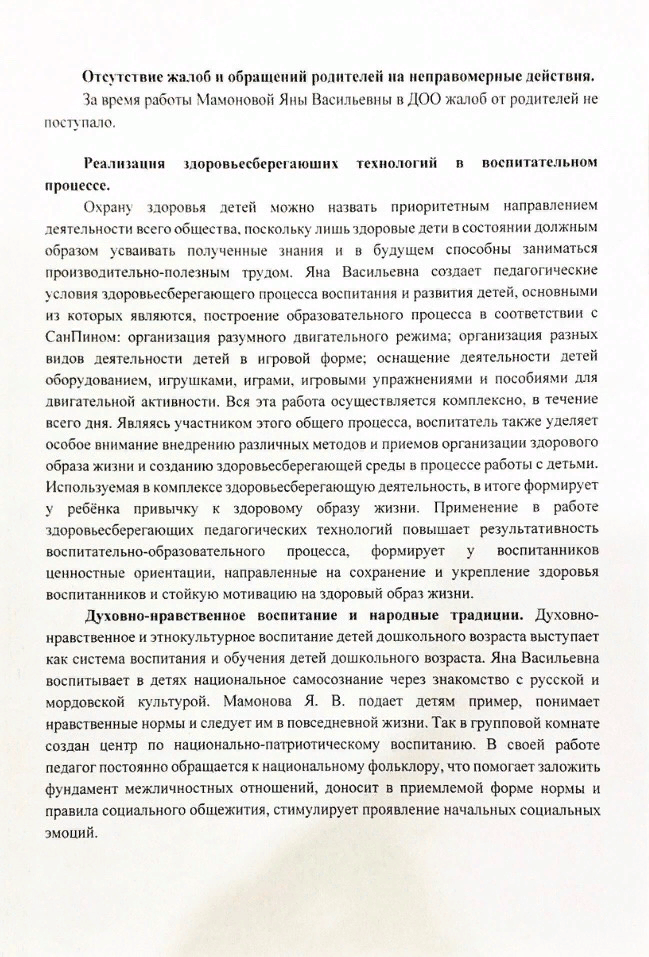 Отсутствие жалоб и обращений родителей на неправомерные действия.
За время работы Мамоновой Яны Васильевны в ДОО жалоб от родителей не
поступало.
Реализация здоровьесберегающих технологий в воспитательном
процессе.
Охрану здоровья детей можно назвать приоритетным направлением
деятельности всего общества, поскольку лишь здоровые дети в состоянии должным
образом усваивать полученные знания и в будущем способны заниматься
производительно-полезным трудом. Яна Васильевна создает педагогические
условия здоровьесберегающего процесса воспитания и развития детей, основными
из которых являются, построение образовательного процесса в соответствии с
СанПином: организация разумного двигательного режима; организация разных
видов деятельности детей в игровой форме; оснащение деятельности детей
оборудованием, игрушками, играми, игровыми упражнениями и пособиями для
двигательной активности. Вся эта работа осуществляется комплексно, в течение
всего дня. Являясь участником этого общего процесса, воспитатель также уделяет
особое внимание внедрению различных методов и приемов организации здорового
образа жизни и созданию здоровьесберегающей среды в процессе работы с детьми.
Используемая в комплексе здоровьесберегающую деятельность, в итоге формирует
у ребёнка привычку к здоровому образу жизни. Применение в работе
здоровьесберегающих педагогических технологий повышает результативность
воспитательно-образовательного процесса, формирует у воспитанников
ценностные ориентации, направленные на сохранение и укрепление здоровья
воспитанников и стойкую мотивацию на здоровый образ жизни.
Духовно-нравственное воспитание и народные традиции. Духовно-
нравственное и этнокультурное воспитание детей дошкольного возраста выступает
как система воспитания и обучения детей дошкольного возраста. Яна Васильевна
воспитывает в детях национальное самосознание через знакомство с русской и
мордовской культурой. Мамонова Я. В. подает детям пример, понимает
нравственные нормы и следует им в повседневной жизни. Так в групповой комнате
создан центр по национально-патриотическому воспитанию. В своей работе
педагог постоянно обращается к национальному фольклору, что помогает заложить
фундамент межличностных отношений, доносит в приемлемой форме нормы и
правила социального общежития, стимулирует проявление начальных социальных
эмоций.